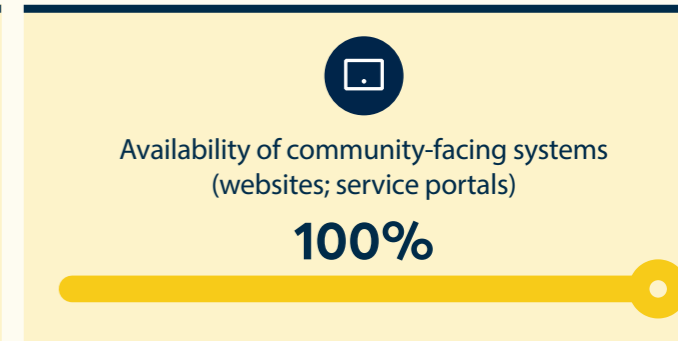 Availability of community-facing systems
(websites; service portals)
100%